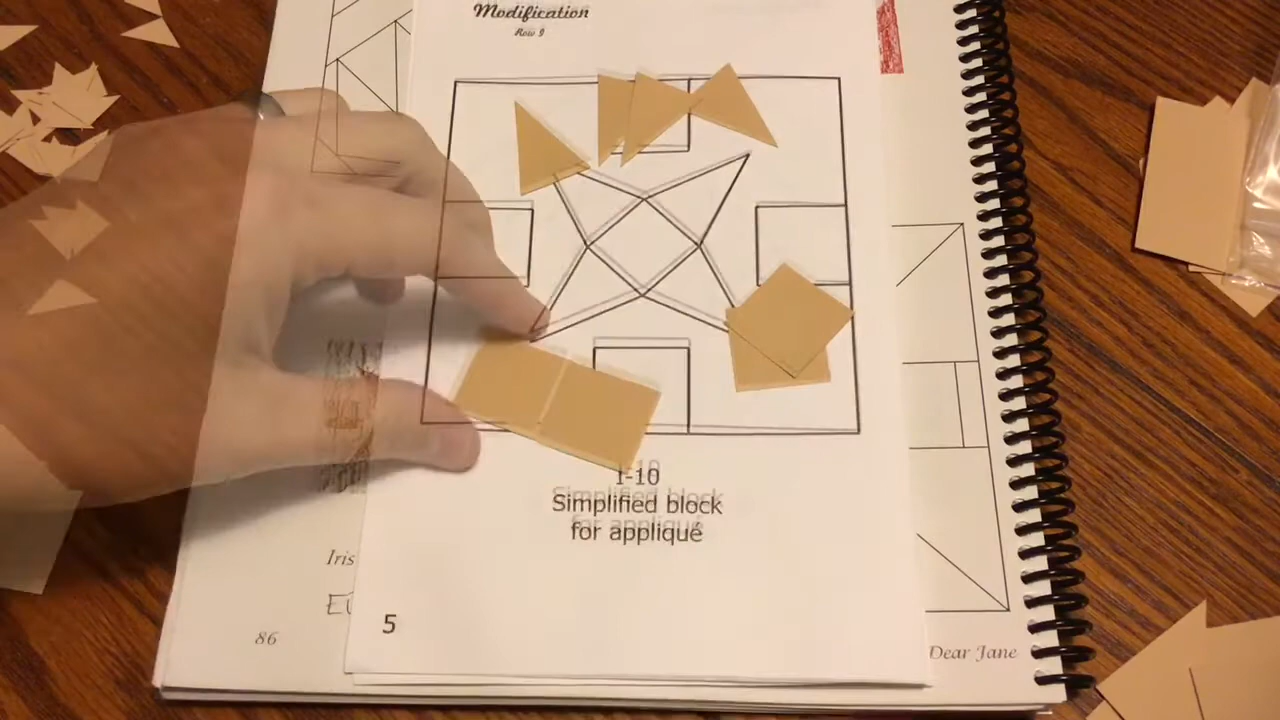 Modification
Row 9
I-10
Simplified block
for appliqué
Iris
5
86
Dear Jane